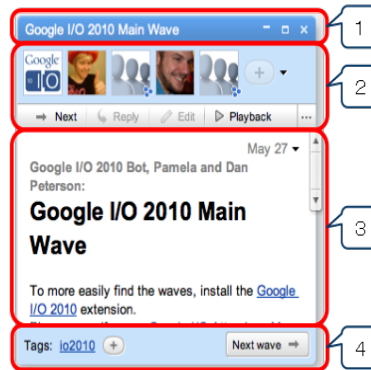 Google I/O 2010 Main Wave
1
Google
10
2
Next Reply Edit Playback ...
May 27
Google I/O 2010 Bot, Pamela and Dan
Peterson:
Google I/O 2010 Main
Wave
3
To more easily find the waves, install the Google
I/O 2010 extension.
Tags: io2010
Next wave
4